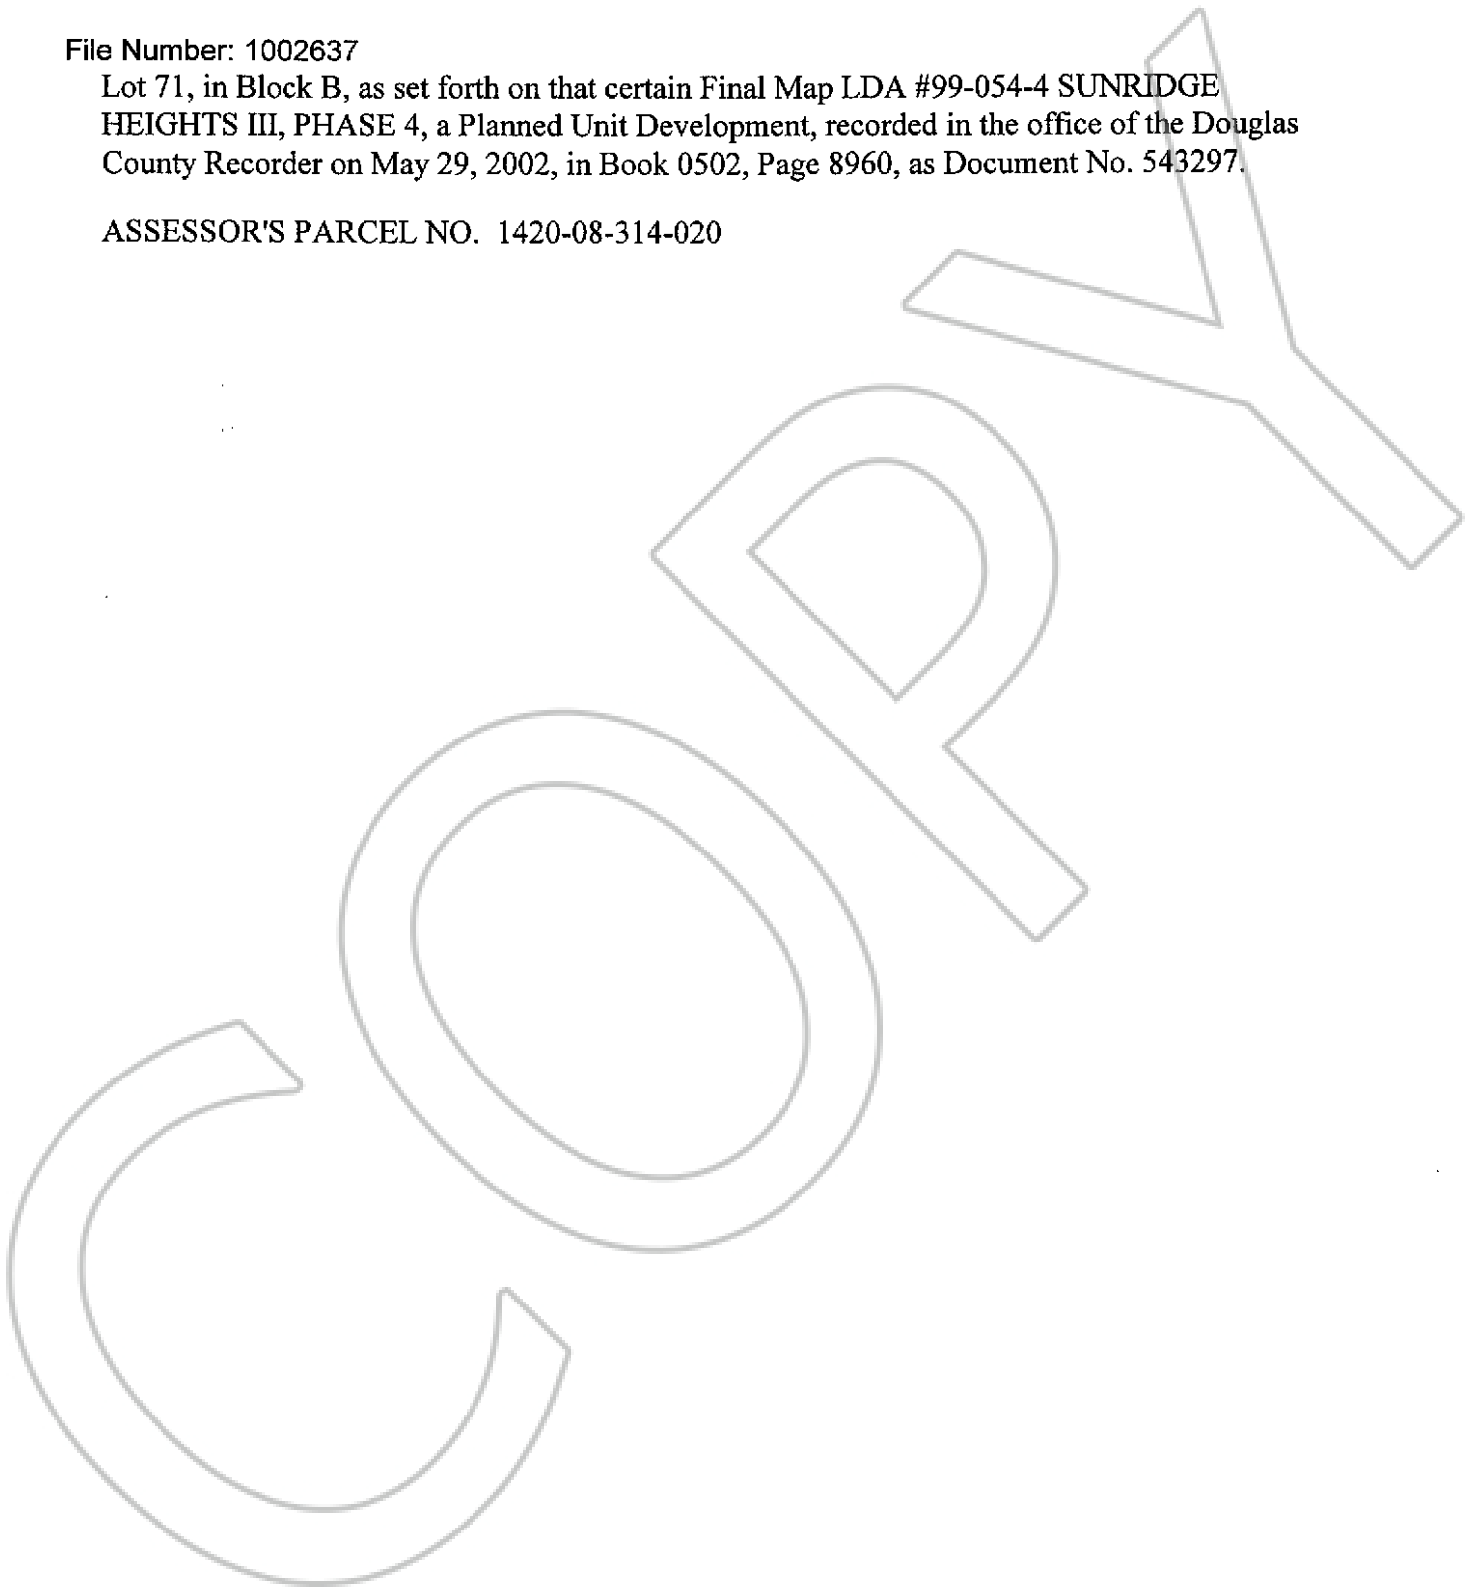 File Number: 1002637
Lot 71, in Block B, as set forth on that certain Final Map LDA #99-054-4 SUNRIDGE
HEIGHTS III, PHASE 4, a Planned Unit Development, recorded in the office of the Douglas
County Recorder on May 29, 2002, in Book 0502, Page 8960, as Document No. 543297.
ASSESSOR'S PARCEL NO. 1420-08-314-020
COPY